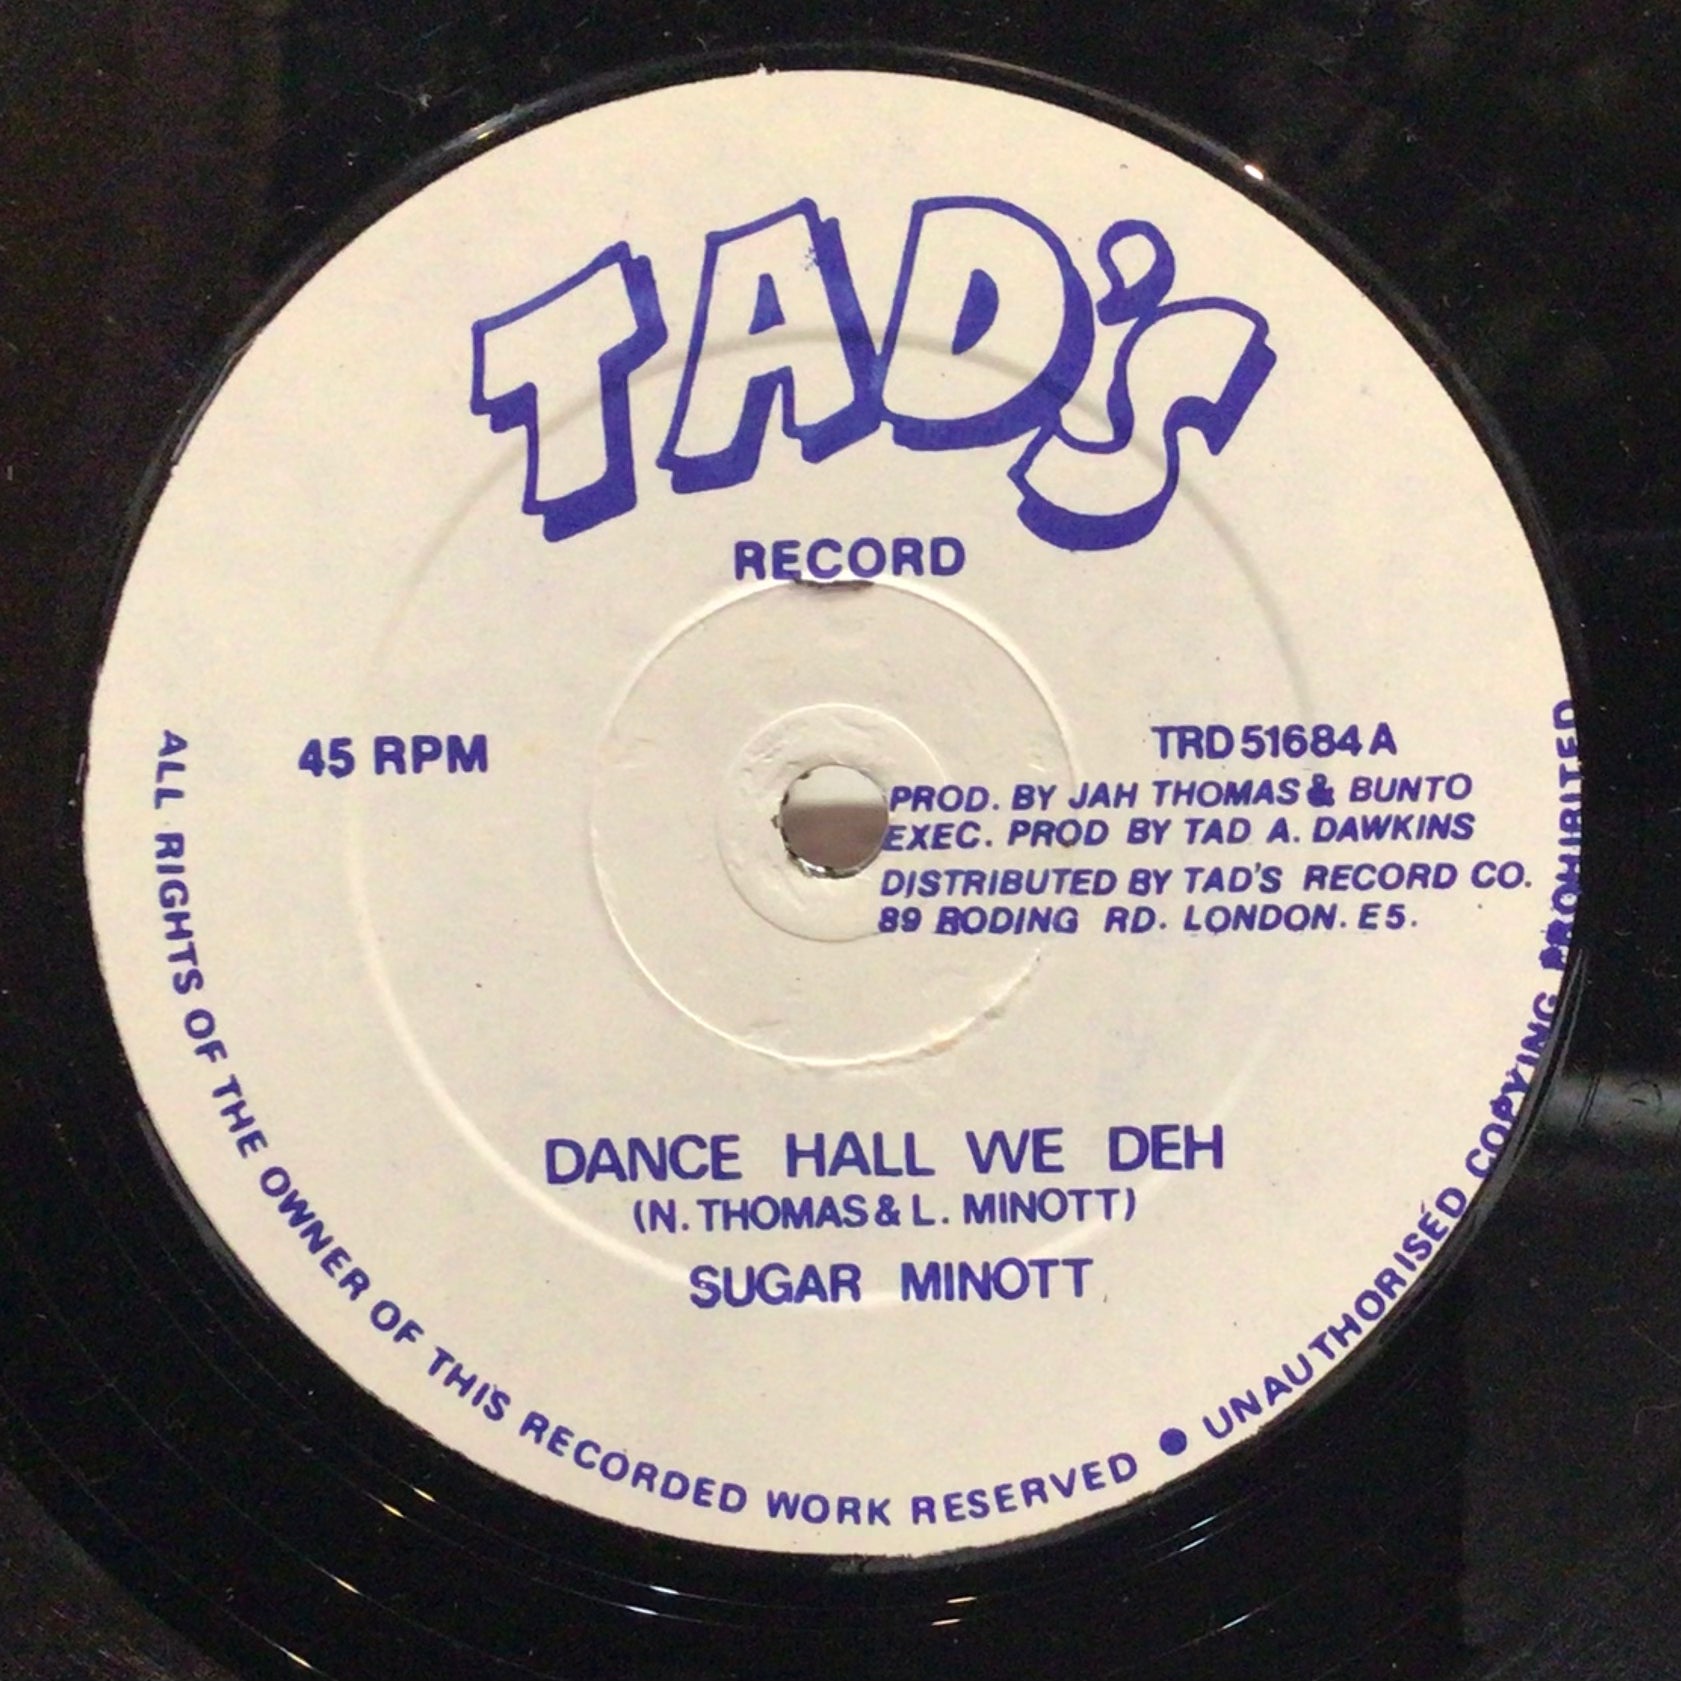 TAD'S
RECORD
45 RPM
TRD 51684 A
PROD. BY JAH THOMAS & BUNTO
EXEC. PROD BY TAD A. DAWKINS
DISTRIBUTED BY TAD'S RECORD CO.
89 RODING RD. LONDON. E5.
DANCE HALL WE DEH
(N. THOMAS & L. MINOTT)
SUGAR MINOTT
ALL RIGHTS OF THE OWNER OF THIS RECORDED WORK RESERVED ● UNAUTHORISED COPYING PROHIBITED